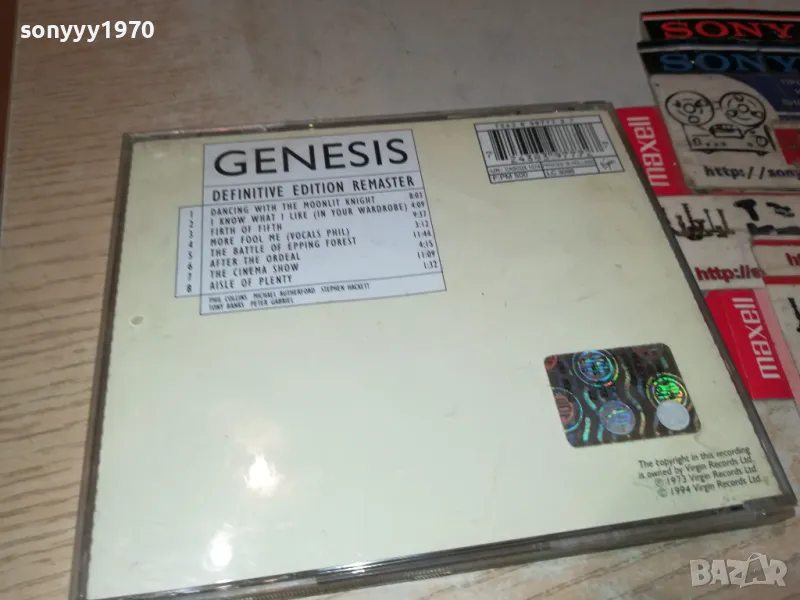 sonyyy1970
GENESIS
DEFINITIVE EDITION REMASTER
1 DANCING WITH THE MOONLIT KNIGHT 8:01
2 I KNOW WHAT I LIKE (IN YOUR WARDROBE) 4:09
3 FIRTH OF FIFTH 9:37
4 MORE FOOL ME (VOCALS PHIL) 3:12
5 THE BATTLE OF EPPING FOREST 11:44
6 AFTER THE ORDEAL 4:15
7 THE CINEMA SHOW 11:09
8 AISLE OF PLENTY 1:32
PHIL COLLINS MICHAEL RUTHERFORD STEPHEN HACKETT
TONY BANKS PETER GABRIEL
F:PM 500
The copyright in this recording
is owned by Virgin Records Ltd.
℗ 1973 Virgin Records Ltd.
© 1994 Virgin Records Ltd.
SONY
SONY
maxell
http://sony
http://s
maxell
BAZAR